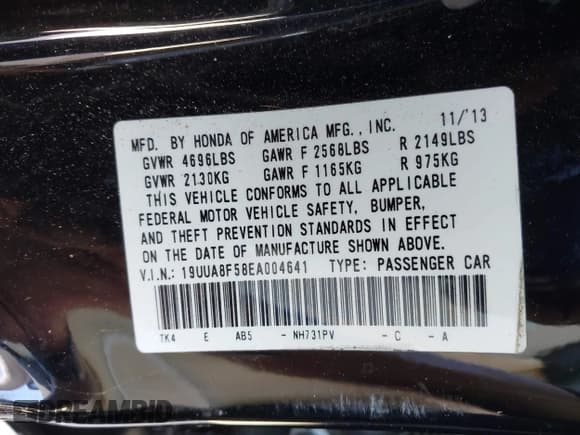 MFD. BY HONDA OF AMERICA MFG., INC. 11/'13
GVWR 4696LBS GAWR F 2568LBS R 2149LBS
GVWR 2130KG GAWR F 1165KG R 975KG
THIS VEHICLE CONFORMS TO ALL APPLICABLE
FEDERAL MOTOR VEHICLE SAFETY, BUMPER,
AND THEFT PREVENTION STANDARDS IN EFFECT
ON THE DATE OF MANUFACTURE SHOWN ABOVE.
V.I.N.: 19UUA8F58EA004641 TYPE: PASSENGER CAR
TK4 E AB5 - NH731PV - C - A
DREAMBID